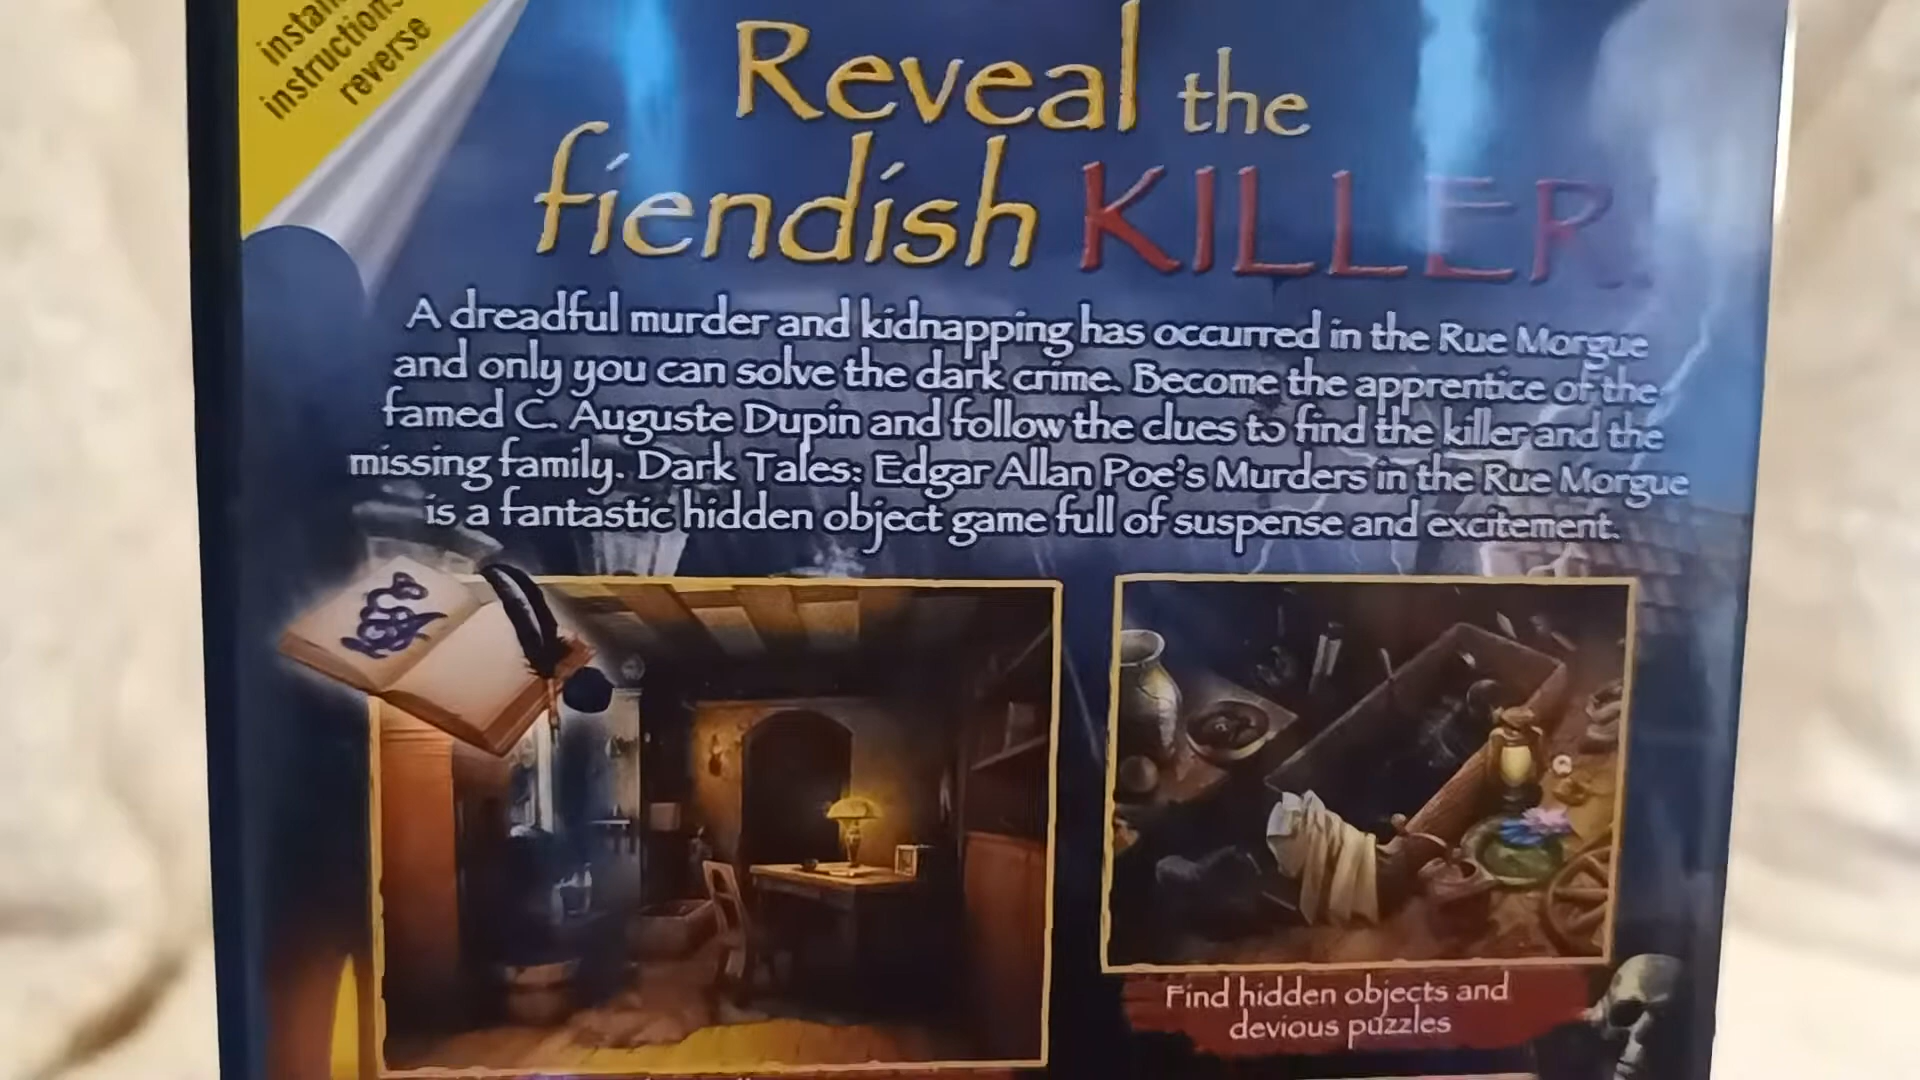 instructions
reverse
Reveal the
fiendish KILLER
A dreadful murder and kidnapping has occurred in the Rue Morgue
and only you can solve the dark crime. Become the apprentice of the
famed C. Auguste Dupin and follow the clues to find the killer and the
missing family. Dark Tales: Edgar Allan Poe's Murders in the Rue Morgue
is a fantastic hidden object game full of suspense and excitement.
Find hidden objects and
devious puzzles